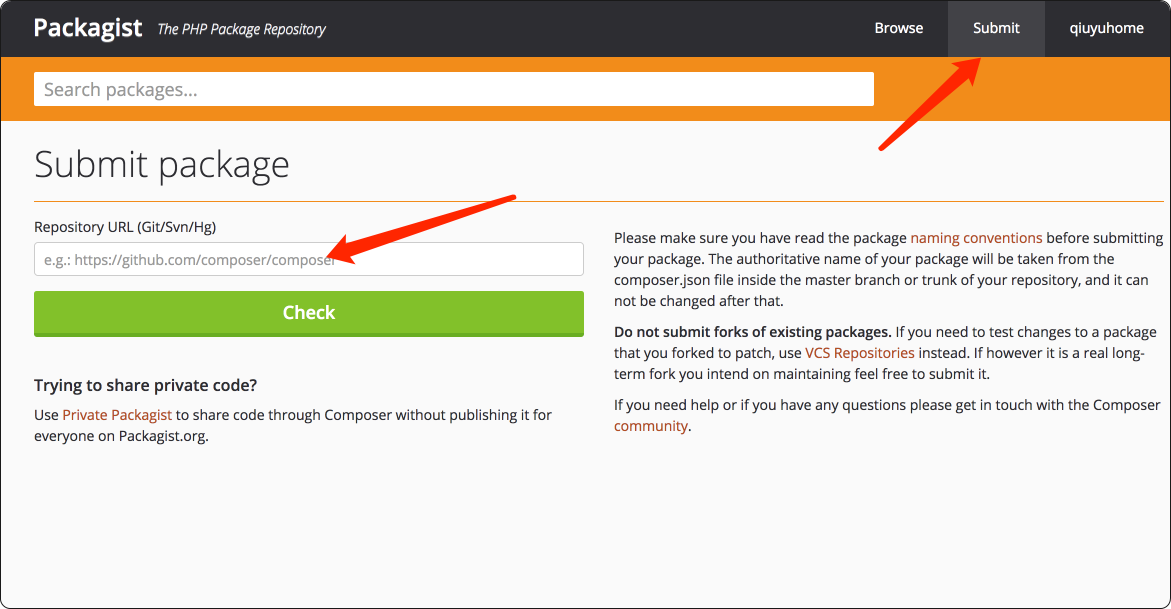 Packagist The PHP Package Repository Browse Submit qiuyuhome
Search packages...
Submit package
Repository URL (Git/Svn/Hg)
e.g.: https://github.com/composer/composer
Check
Trying to share private code?
Use Private Packagist to share code through Composer without publishing it for
everyone on Packagist.org.
Please make sure you have read the package naming conventions before submitting
your package. The authoritative name of your package will be taken from the
composer.json file inside the master branch or trunk of your repository, and it can
not be changed after that.
Do not submit forks of existing packages. If you need to test changes to a package
that you forked to patch, use VCS Repositories instead. If however it is a real long-
term fork you intend on maintaining feel free to submit it.
If you need help or if you have any questions please get in touch with the Composer
community.